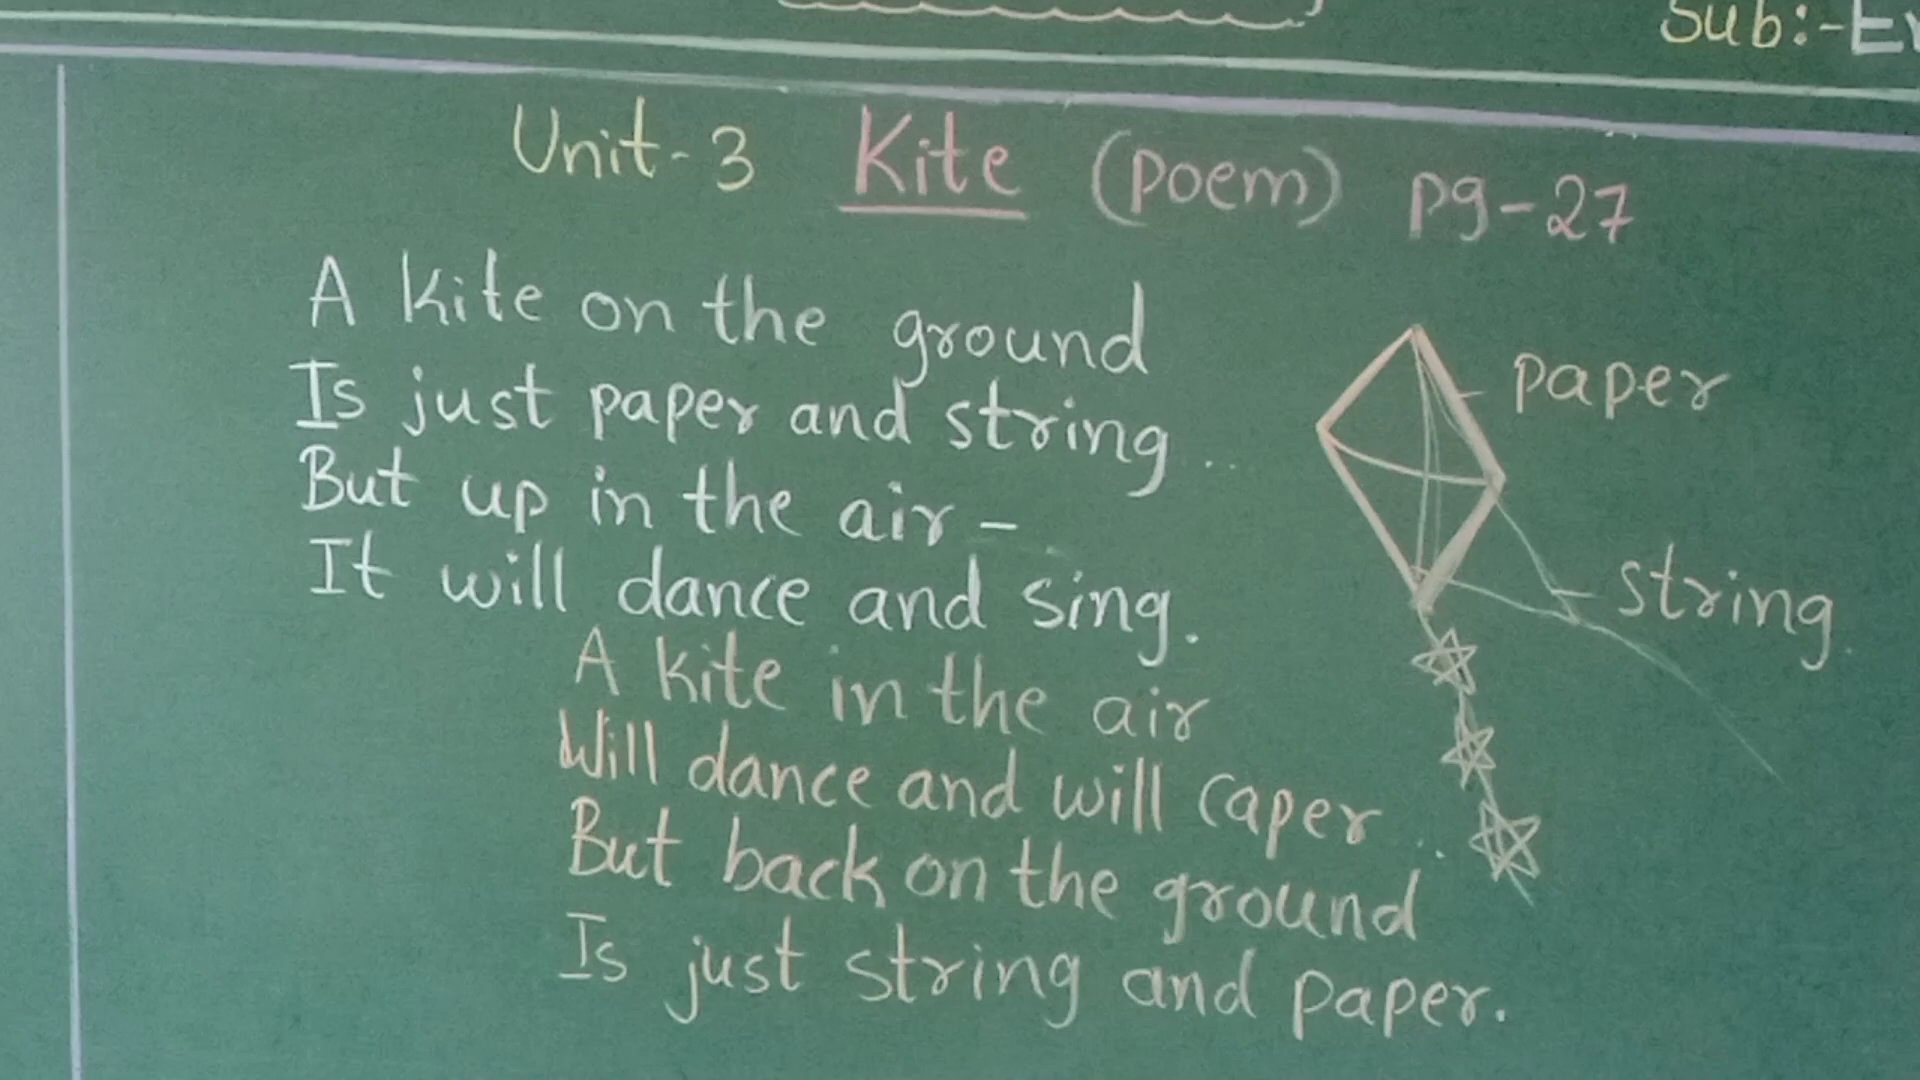 Sub:-
Unit-3 Kite (poem) pg-27
A kite on the ground
Is just paper and string ...
But up in the air -
It will dance and sing.
A kite in the air
Will dance and will caper ..
But back on the ground
Is just string and paper.
paper
string